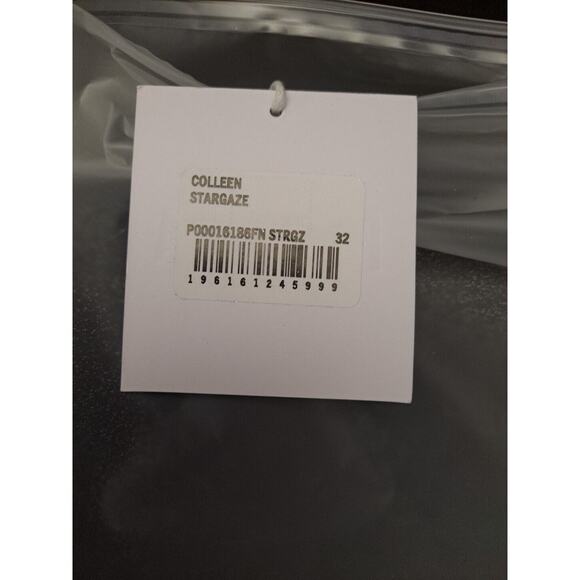 COLLEEN
STARGAZE
P00016186FN STRGZ 32
196161245999